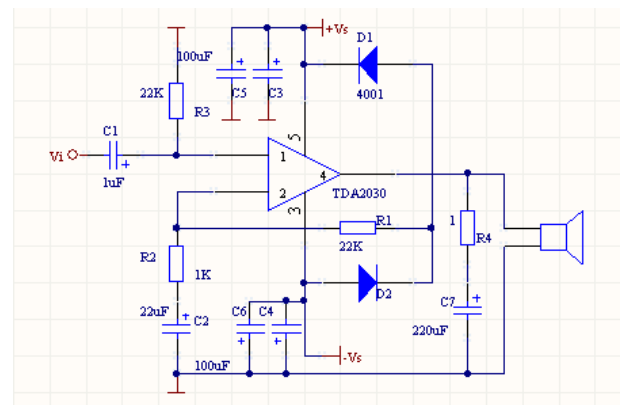 +Vs
D1
100uF
C5
C3
4001
22K
R3
C1
Vi
1uF
5
1
4
2
TDA2030
3
R1
22K
1
R4
R2
1K
D2
22uF
C2
C6
C4
C7
220uF
-Vs
100uF